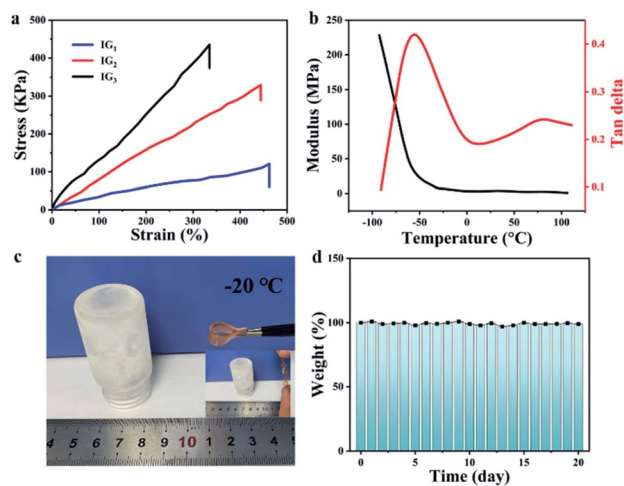 a
500
400
300
200
100
0
Stress (KPa)
IG1
IG2
IG3
0 100 200 300 400 500
Strain (%)
b
250
200
150
100
50
0
Modulus (MPa)
0.4
0.3
0.2
0.1
Tan delta
-100 -50 0 50 100
Temperature (°C)
c
-20 °C
4 5 6 7 8 9 10 1 2 3 4 5
d
150
100
50
0
Weight (%)
0 5 10 15 20
Time (day)